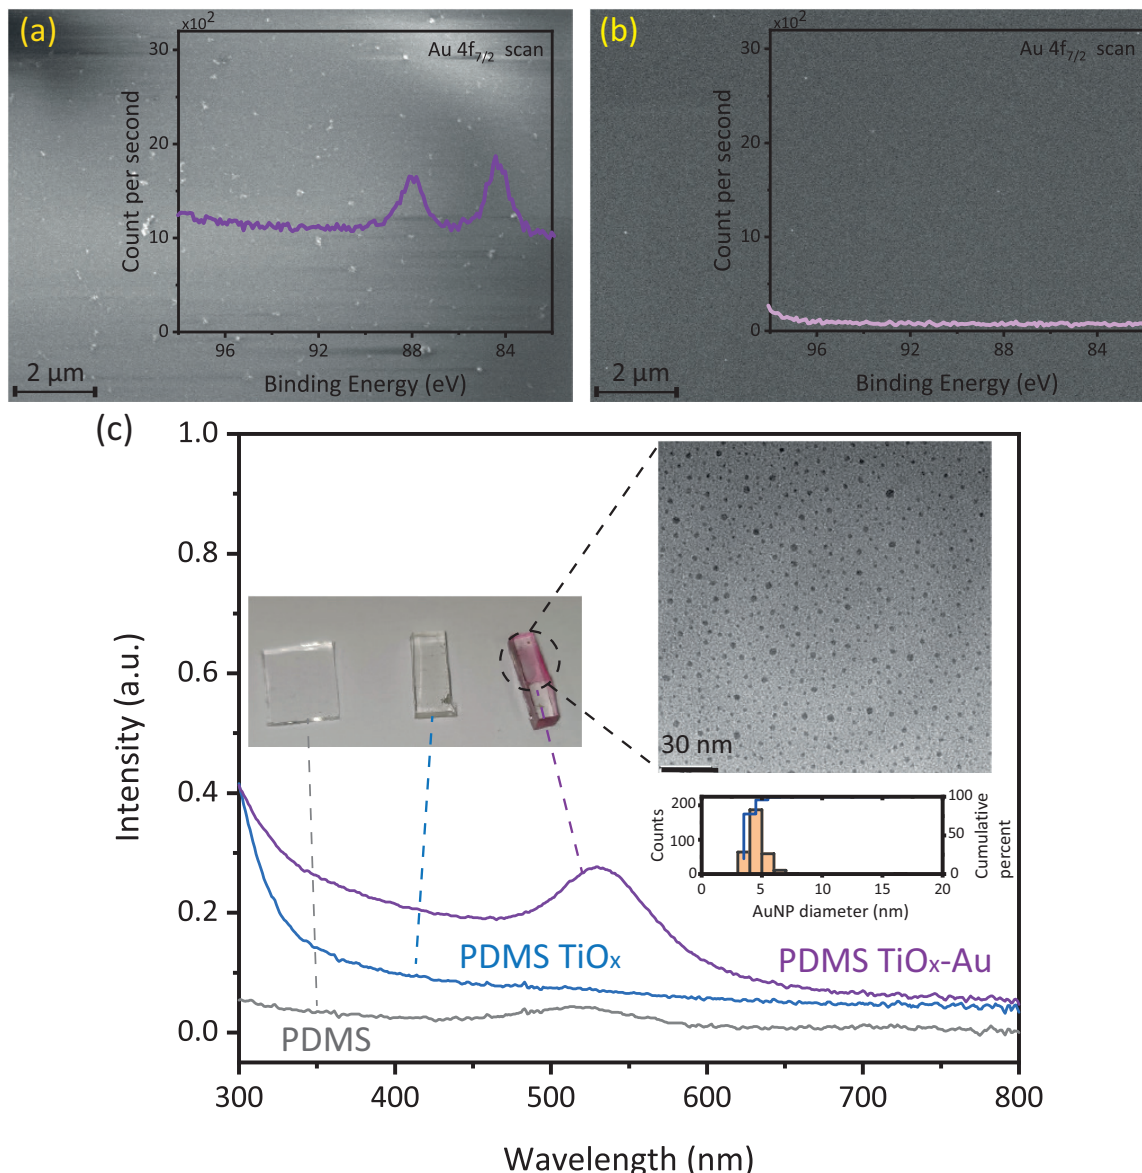 (a)
x10²
Au 4f7/2 scan
30
20
10
0
Count per second
96
92
88
84
Binding Energy (eV)
2 µm
(b)
x10²
Au 4f7/2 scan
30
20
10
0
Count per second
96
92
88
84
Binding Energy (eV)
2 µm
(c)
1.0
0.8
0.6
0.4
0.2
0.0
Intensity (a.u.)
30 nm
200
100
0
Counts
100
50
0
Cumulative
percent
0
5
10
15
20
AuNP diameter (nm)
PDMS TiOx
PDMS TiOx-Au
PDMS
300
400
500
600
700
800
Wavelength (nm)